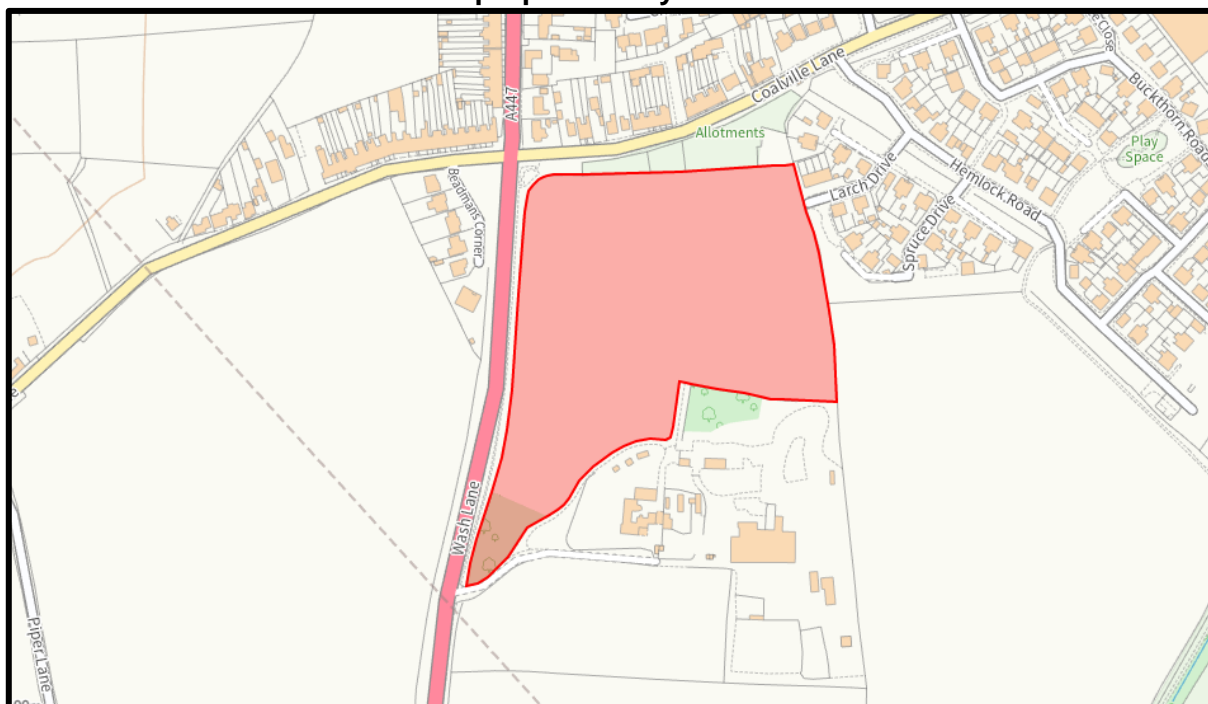 A447
Coalville Lane
Allotments
Buckthorn Road
Play
Space
Larch Drive
Hemlock Road
Spruce Drive
Beadmans Corner
Wash Lane
Piper Lane